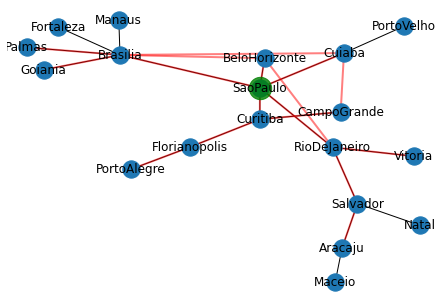 Manaus
Fortaleza
PortoVelho
Palmas
Brasilia
Cuiaba
BeloHorizonte
Goiania
SaoPaulo
CampoGrande
Curitiba
Florianopolis
RioDeJaneiro
Vitoria
PortoAlegre
Salvador
Natal
Aracaju
Maceio